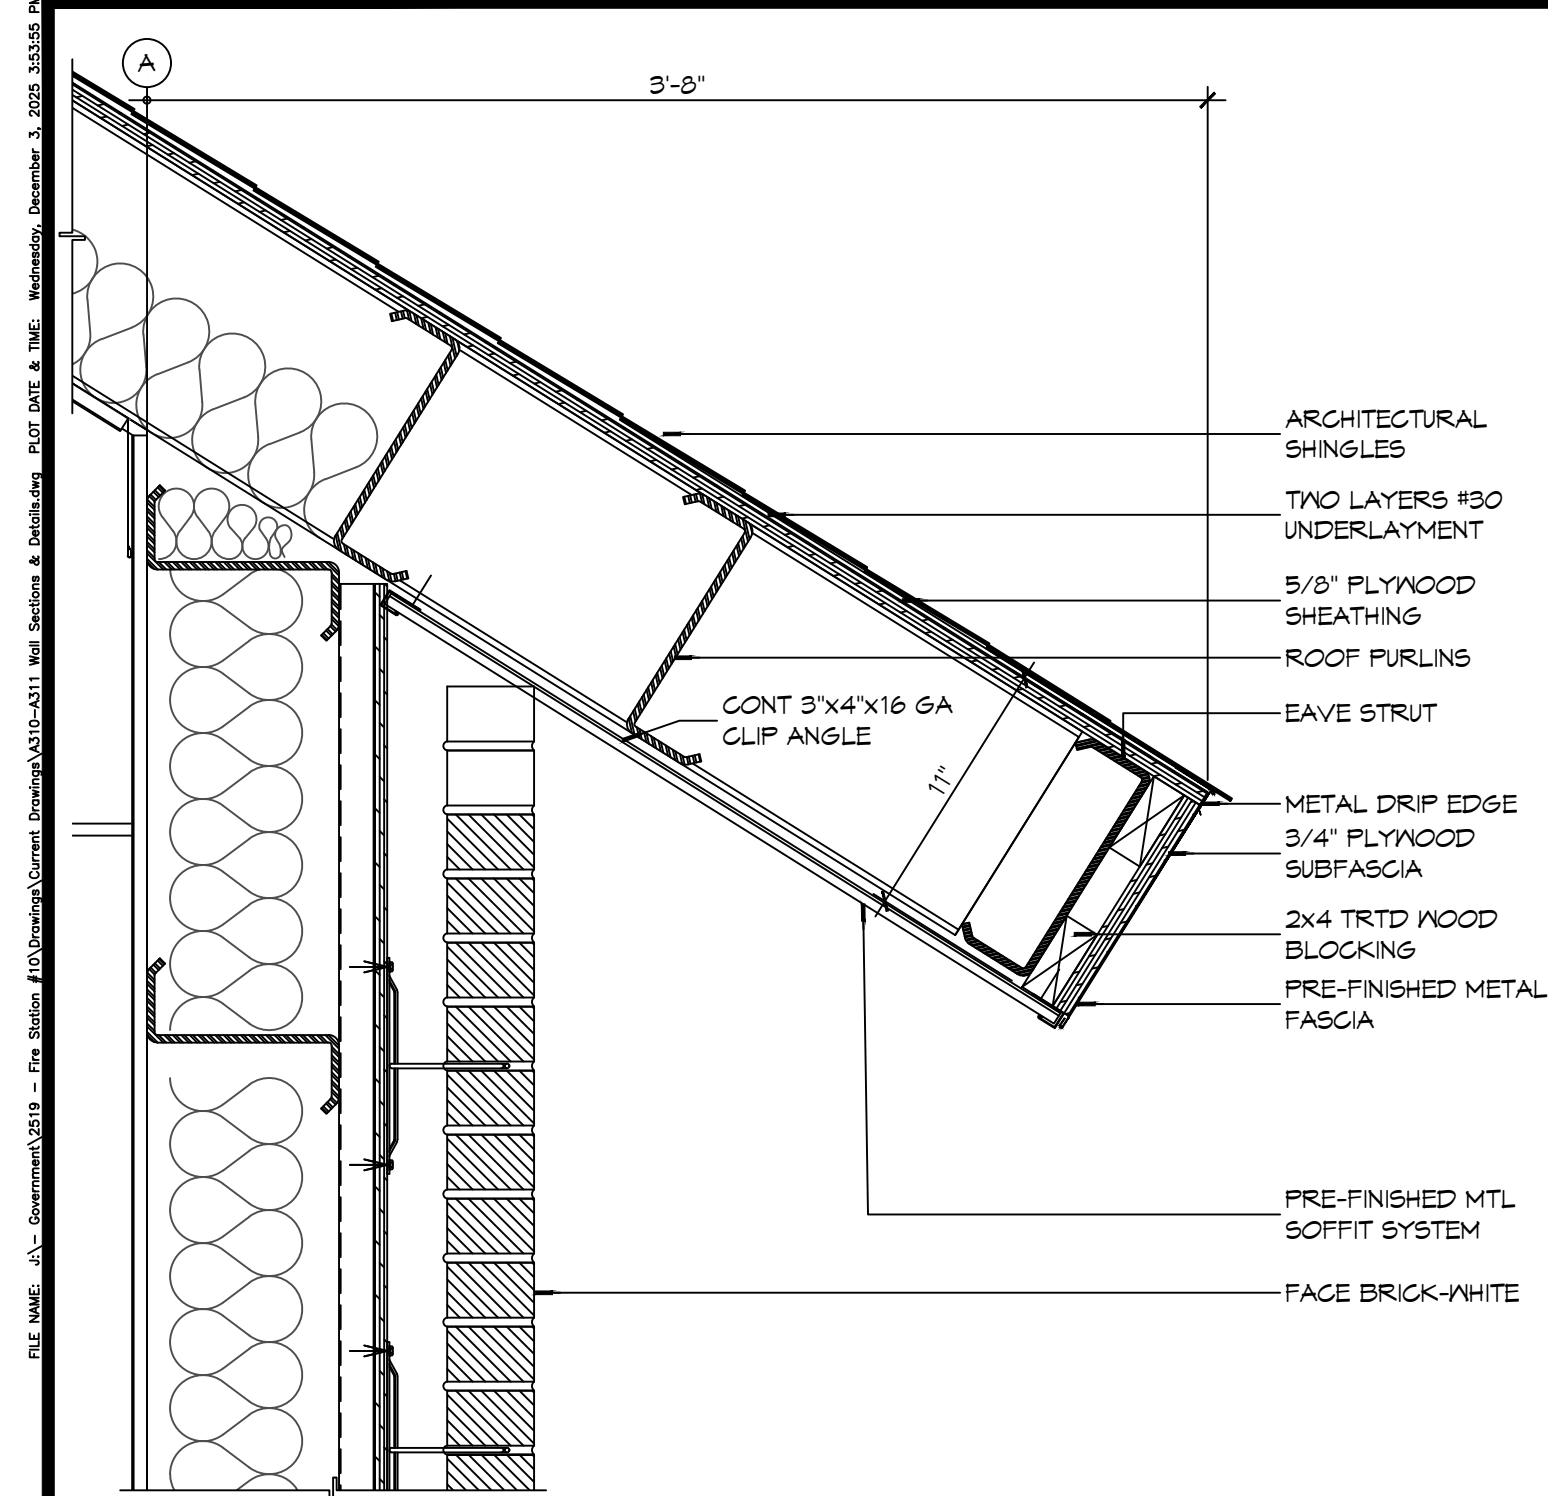 A
3'-8"
ARCHITECTURAL
SHINGLES
TWO LAYERS #30
UNDERLAYMENT
5/8" PLYWOOD
SHEATHING
ROOF PURLINS
CONT 3"x4"x16 GA
CLIP ANGLE
EAVE STRUT
11"
METAL DRIP EDGE
3/4" PLYWOOD
SUBFASCIA
2x4 TRTD WOOD
BLOCKING
PRE-FINISHED METAL
FASCIA
PRE-FINISHED MTL
SOFFIT SYSTEM
FACE BRICK-WHITE
FILE NAME: J:\- Government\2519 - Fire Station #10\Drawings\Current Drawings\A310-A311 Wall Sections & Details.dwg PLOT DATE & TIME: Wednesday, December 3, 2025 3:53:55 PM